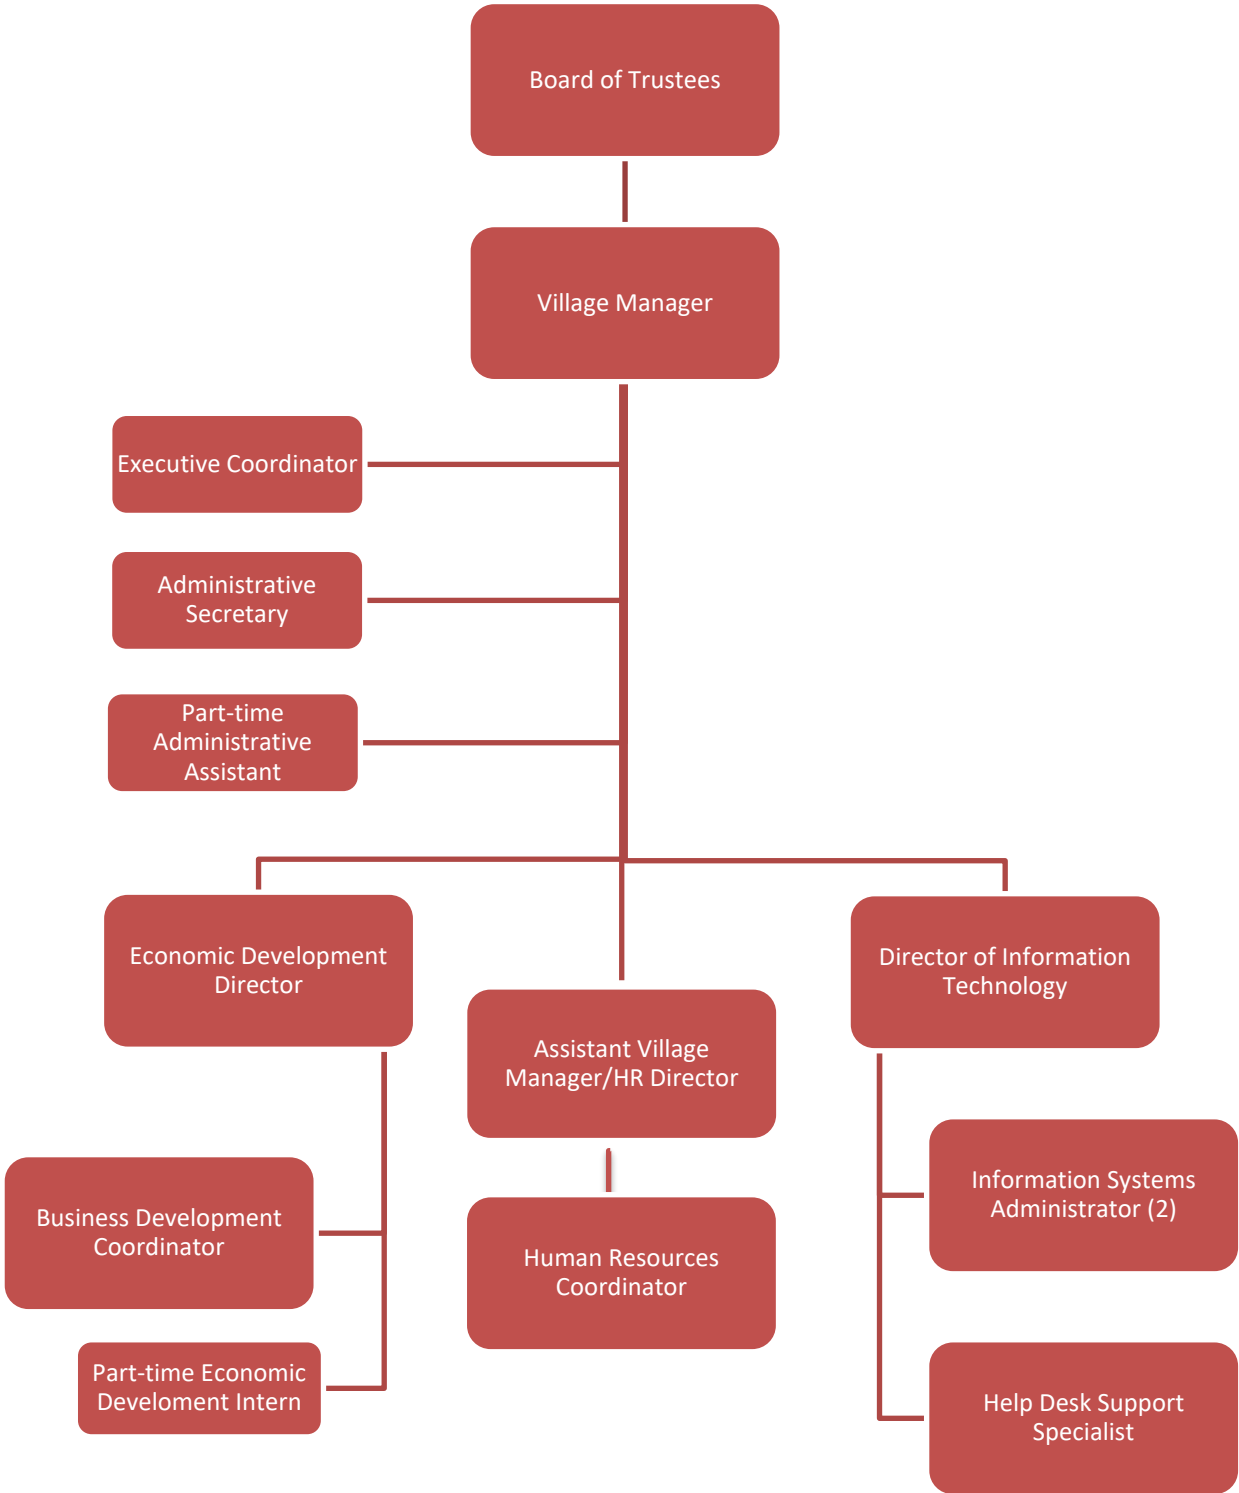 Board of Trustees
Village Manager
Executive Coordinator
Administrative
Secretary
Part-time
Administrative
Assistant
Economic Development
Director
Director of Information
Technology
Assistant Village
Manager/HR Director
Information Systems
Administrator (2)
Business Development
Coordinator
Human Resources
Coordinator
Part-time Economic
Develoment Intern
Help Desk Support
Specialist